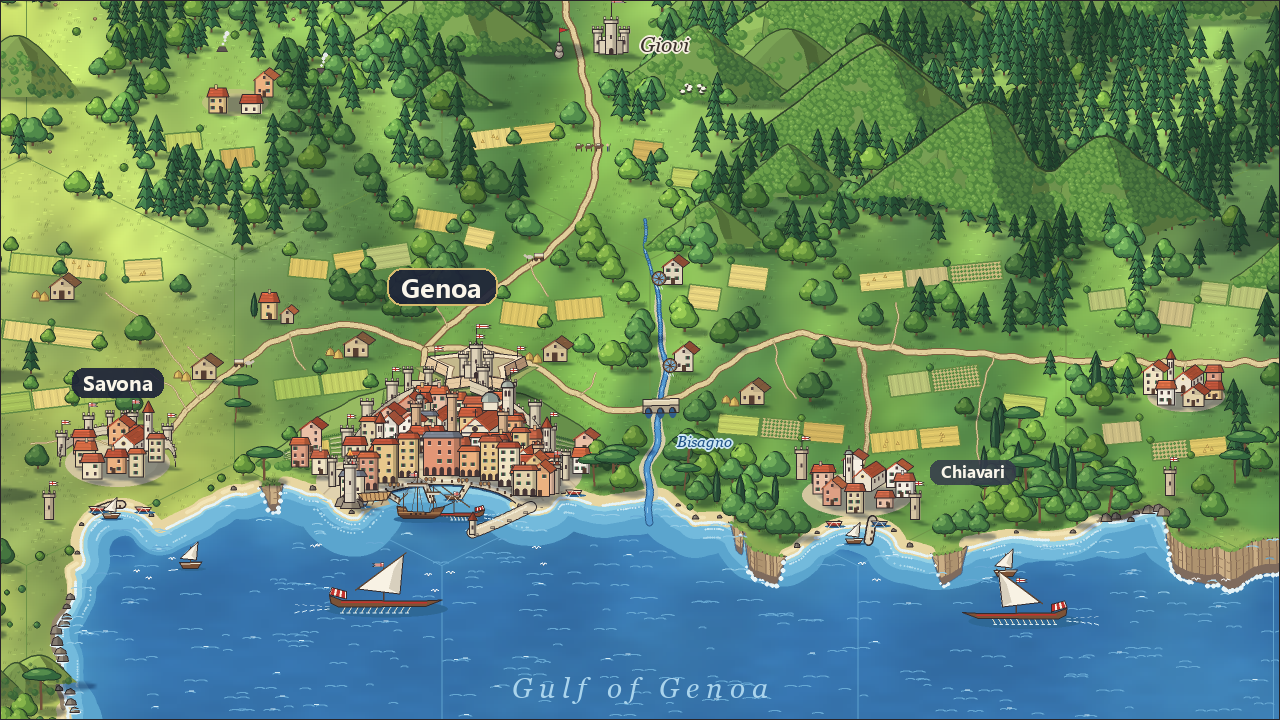 Giovi
Genoa
Savona
Bisagno
Chiavari
Gulf of Genoa